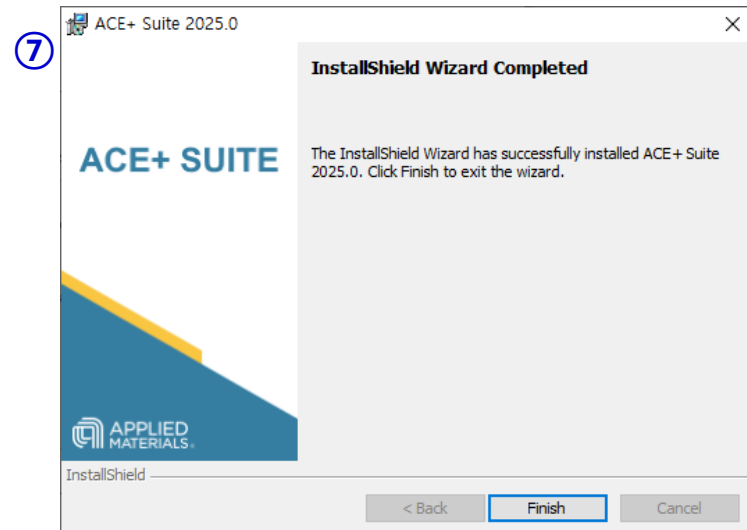 ⑦
ACE+ Suite 2025.0
InstallShield Wizard Completed
ACE+ SUITE
The InstallShield Wizard has successfully installed ACE+ Suite
2025.0. Click Finish to exit the wizard.
APPLIED
MATERIALS®
InstallShield
< Back
Finish
Cancel